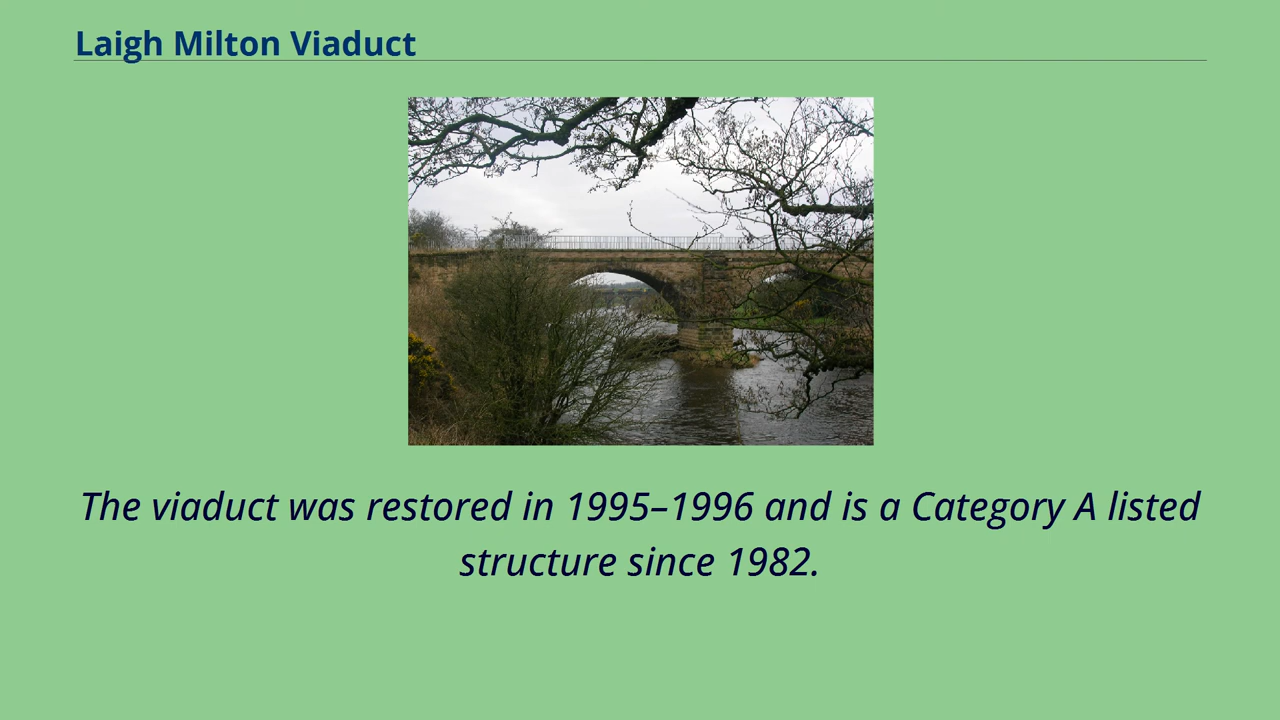 Laigh Milton Viaduct
The viaduct was restored in 1995–1996 and is a Category A listed
structure since 1982.